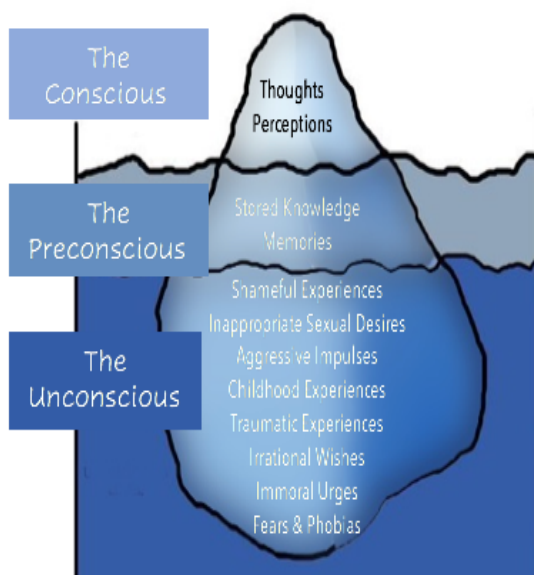 The
Conscious
Thoughts
Perceptions
The
Preconscious
Stored Knowledge
Memories
The
Unconscious
Shameful Experiences
Inappropriate Sexual Desires
Aggressive Impulses
Childhood Experiences
Traumatic Experiences
Irrational Wishes
Immoral Urges
Fears & Phobias